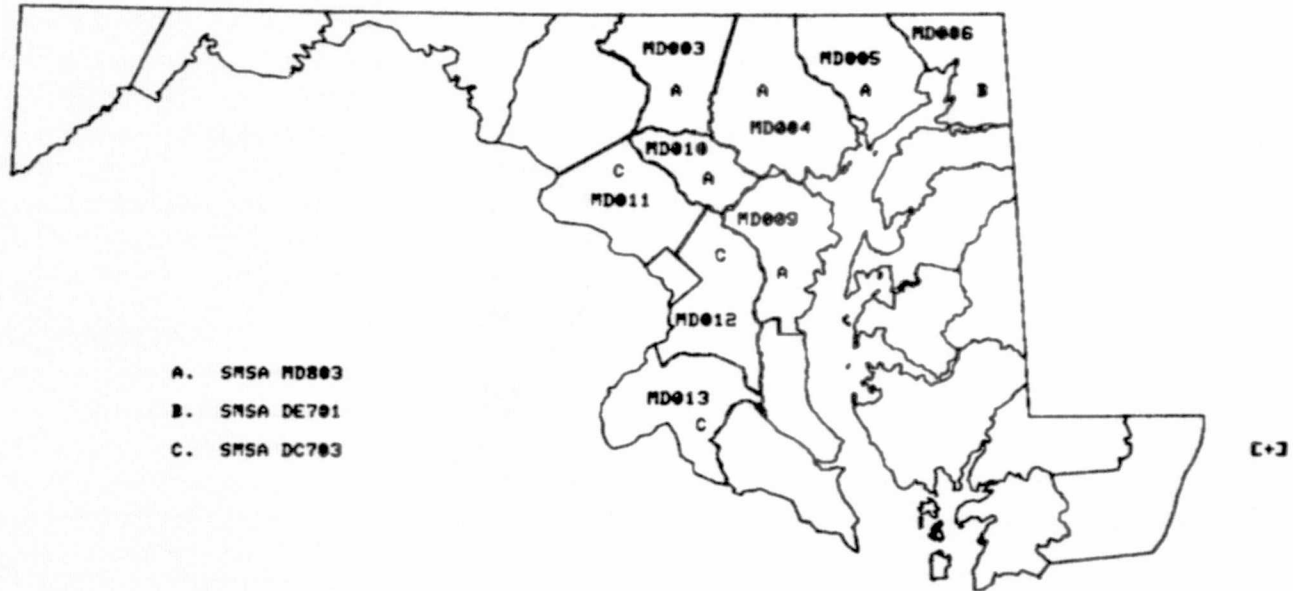 MD006
MD003
MD005
A
A
A
B
MD004
MD010
C
A
MD011
MD009
C
A
MD012
A. SMSA MD803
B. SMSA DE701
MD013
C
C. SMSA DC703
[+]